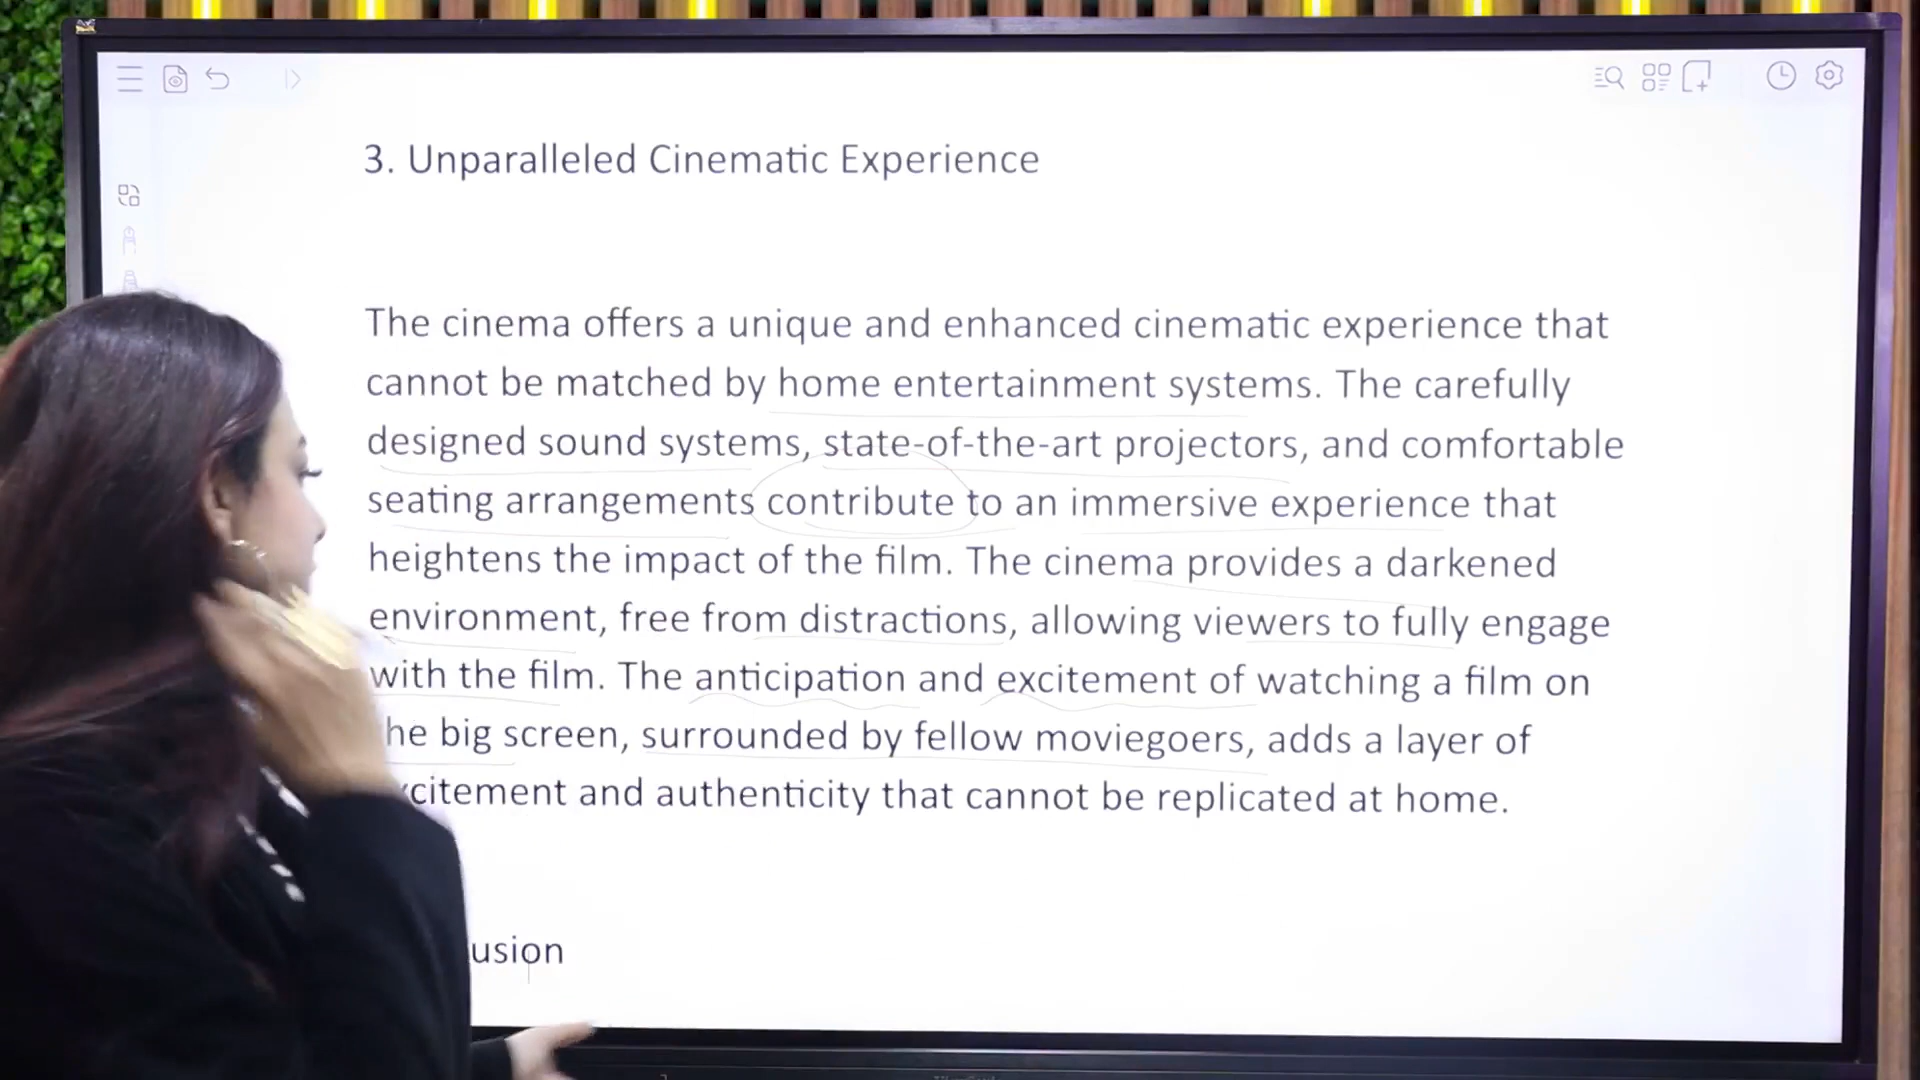 3. Unparalleled Cinematic Experience
The cinema offers a unique and enhanced cinematic experience that
cannot be matched by home entertainment systems. The carefully
designed sound systems, state-of-the-art projectors, and comfortable
seating arrangements contribute to an immersive experience that
heightens the impact of the film. The cinema provides a darkened
environment, free from distractions, allowing viewers to fully engage
with the film. The anticipation and excitement of watching a film on
he big screen, surrounded by fellow moviegoers, adds a layer of
citement and authenticity that cannot be replicated at home.
usion